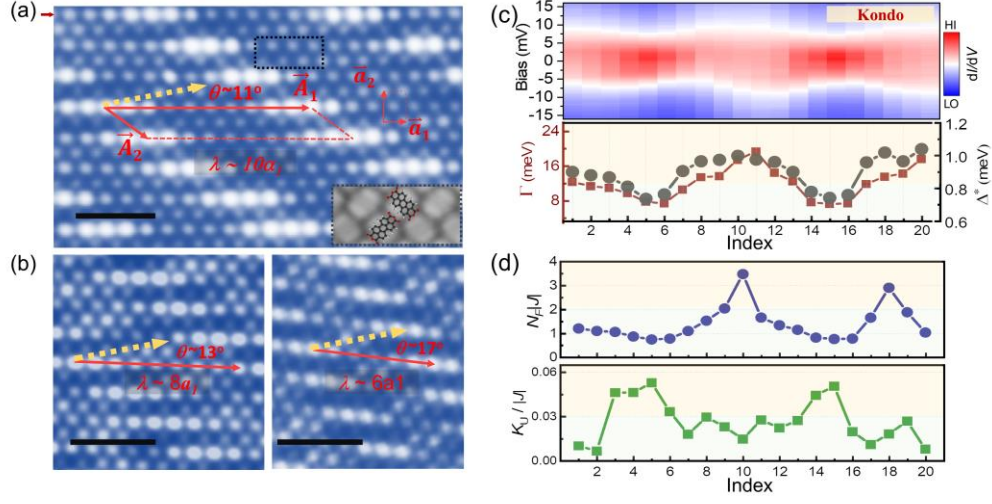 (a)
θ~11°
A₁
a₂
a₁
A₂
λ ~ 10a₁
(b)
θ~13°
λ ~ 8a₁
θ~17°
λ ~ 6a1
(c)
Kondo
Bias (mV)
15
10
5
0
-5
-10
-15
HI
dI/dV
LO
Γ (meV)
24
16
8
1.2
1.0
0.8
0.6
Δ* (meV)
2 4 6 8 10 12 14 16 18 20
Index
(d)
N_F|J|
4
3
2
1
0
K_U / |J|
0.06
0.03
0.00
2 4 6 8 10 12 14 16 18 20
Index